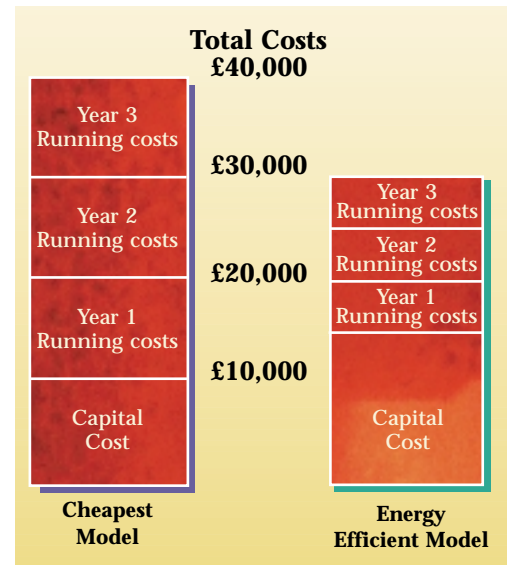 Total Costs
£40,000
£30,000
£20,000
£10,000
Year 3
Running costs
Year 2
Running costs
Year 1
Running costs
Capital
Cost
Cheapest
Model
Year 3
Running costs
Year 2
Running costs
Year 1
Running costs
Capital
Cost
Energy
Efficient Model